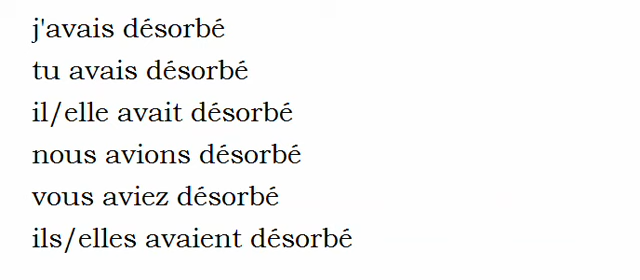 j'avais désorbé
tu avais désorbé
il/elle avait désorbé
nous avions désorbé
vous aviez désorbé
ils/elles avaient désorbé